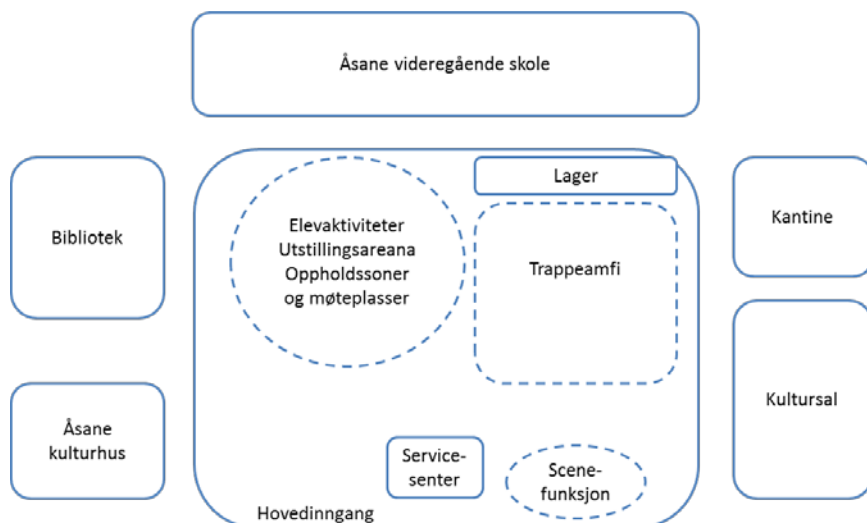 Åsane videregående skole
Bibliotek
Elevaktiviteter
Utstillingsareana
Oppholdssoner
og møteplasser
Lager
Trappeamfi
Kantine
Åsane
kulturhus
Service-
senter
Scene-
funksjon
Kultursal
Hovedinngang